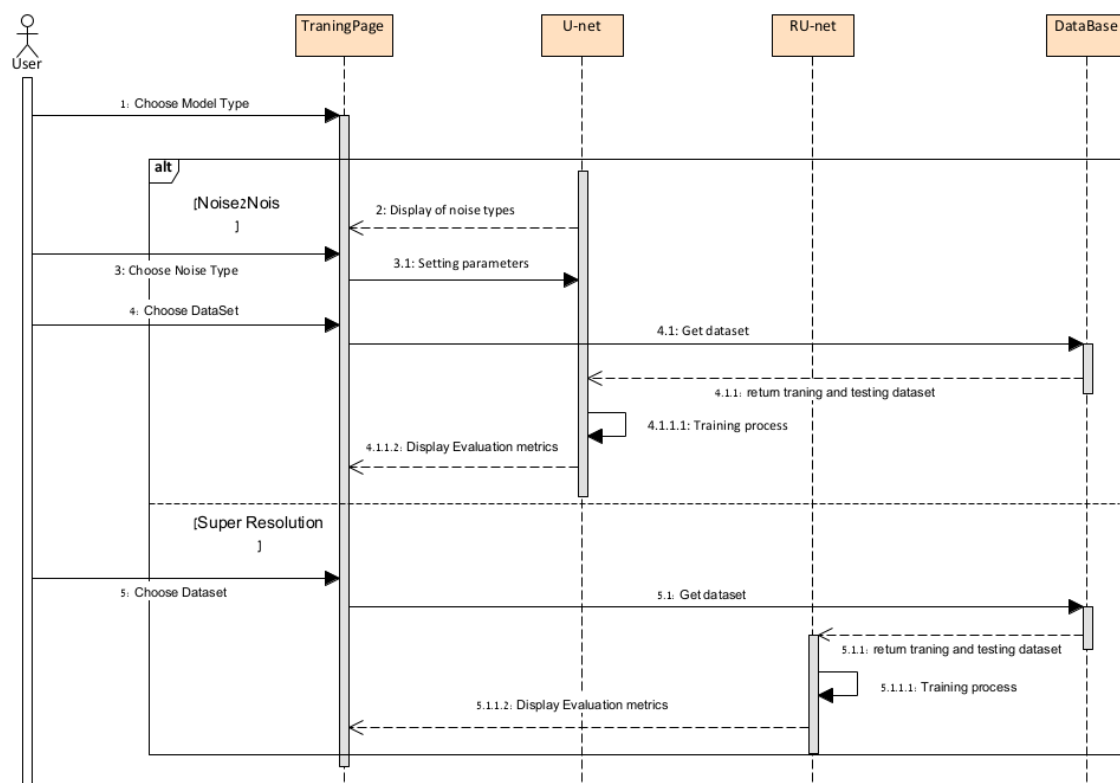 TraningPage
U-net
RU-net
DataBase
User
1: Choose Model Type
alt
[Noise2Nois
]
2: Display of noise types
3.1: Setting parameters
3: Choose Noise Type
4: Choose DataSet
4.1: Get dataset
4.1.1: return traning and testing dataset
4.1.1.1: Training process
4.1.1.2: Display Evaluation metrics
[Super Resolution
]
5: Choose Dataset
5.1: Get dataset
5.1.1: return traning and testing dataset
5.1.1.1: Training process
5.1.1.2: Display Evaluation metrics